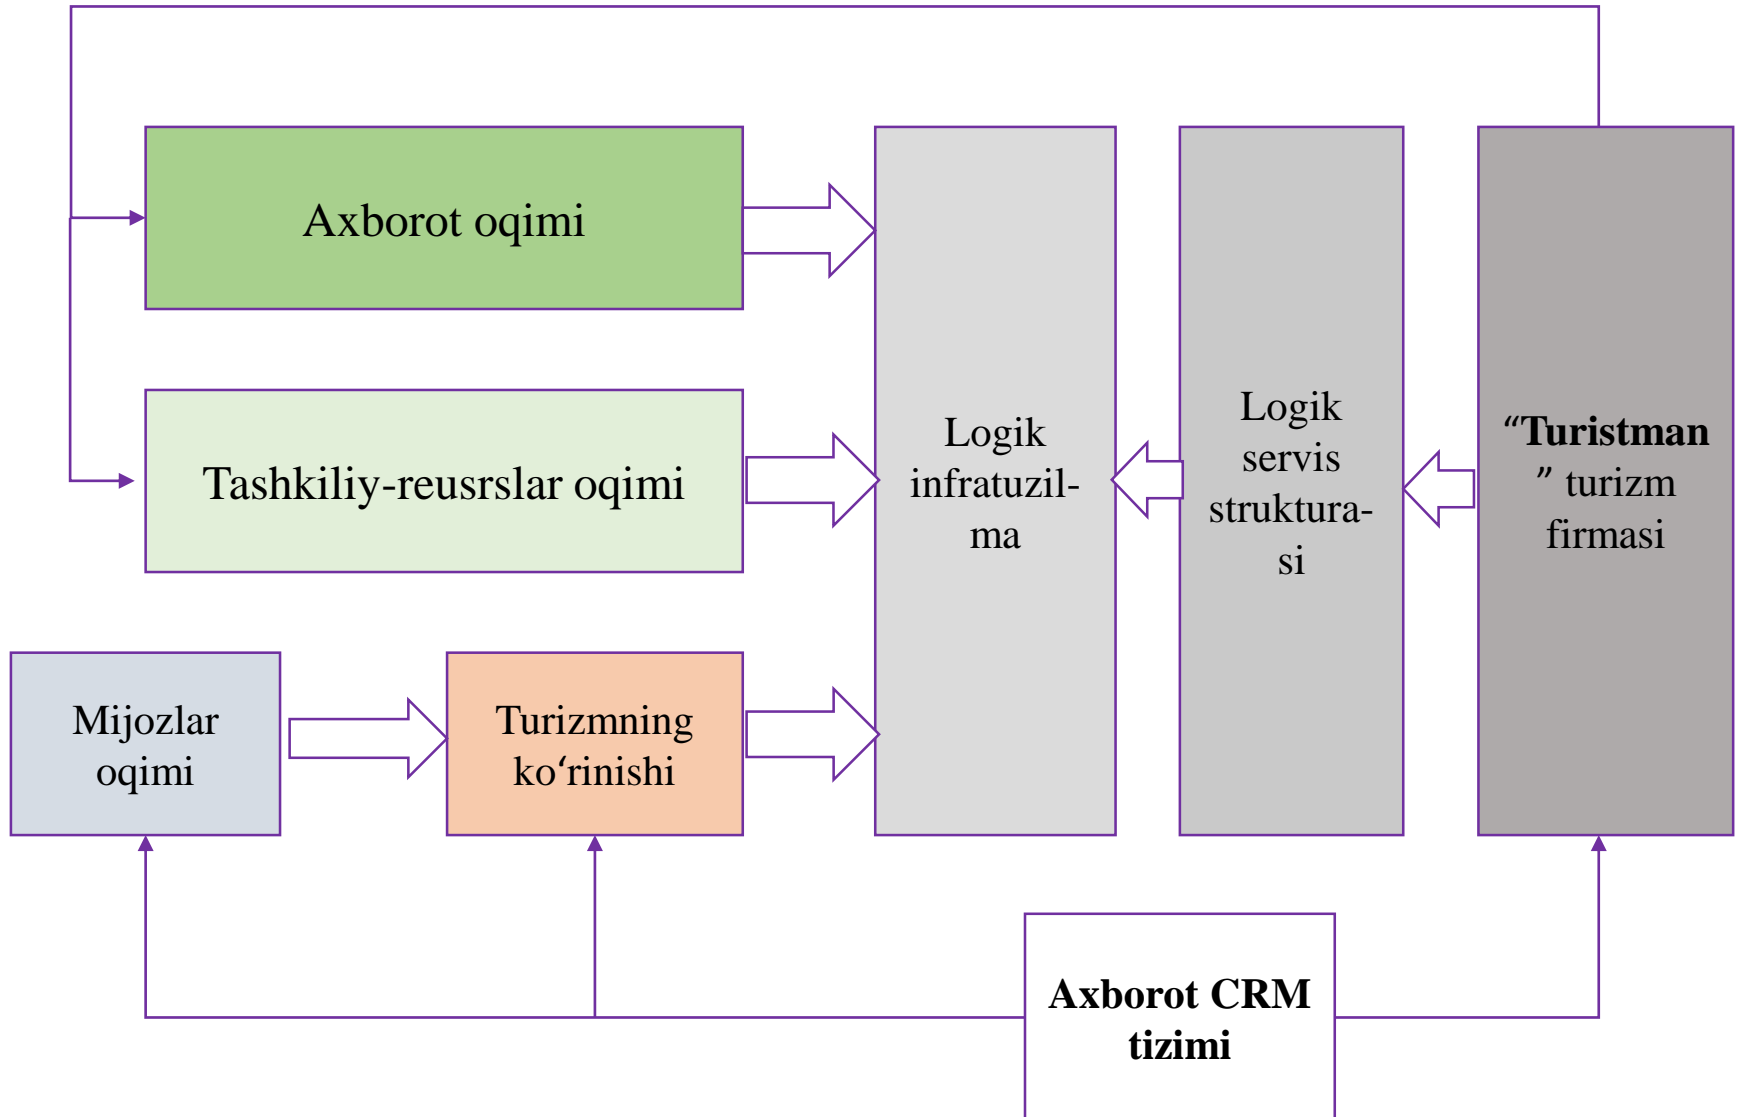 Axborot oqimi
Tashkiliy-reusrslar oqimi
Mijozlar
oqimi
Turizmning
ko‘rinishi
Logik
infratuzil-
ma
Logik
servis
struktura-
si
“Turistman
” turizm
firmasi
Axborot CRM
tizimi